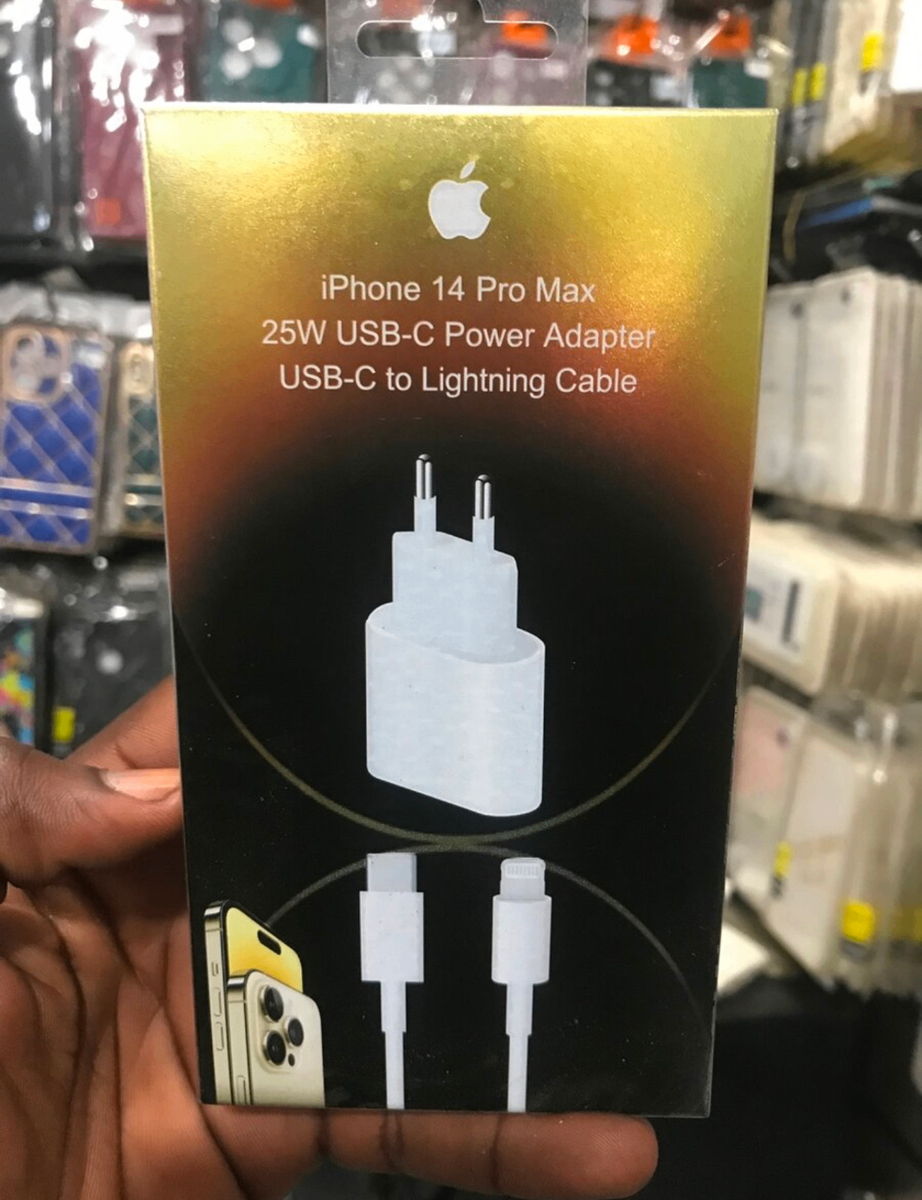 iPhone 14 Pro Max
25W USB-C Power Adapter
USB-C to Lightning Cable